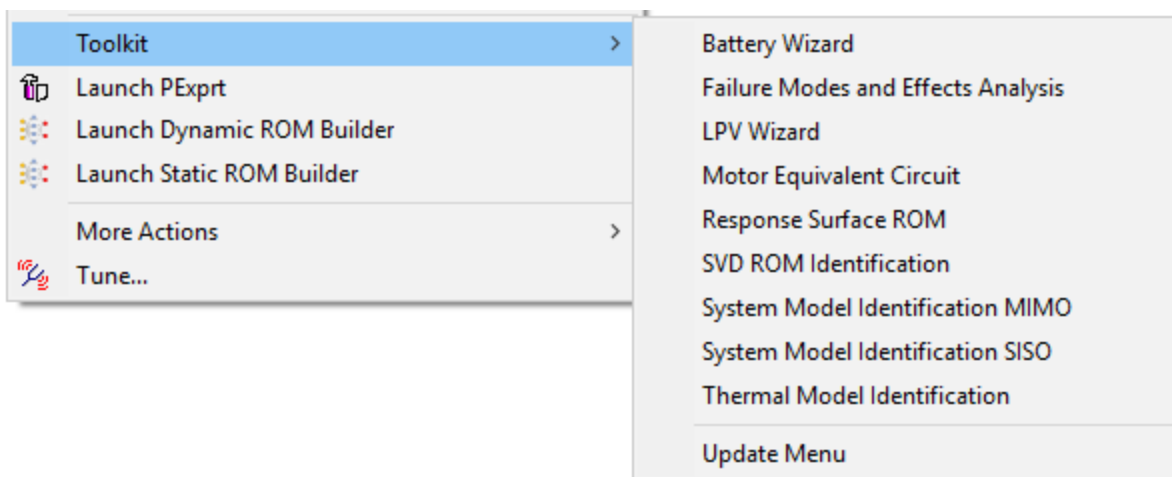 Toolkit
Launch PExprt
Launch Dynamic ROM Builder
Launch Static ROM Builder
More Actions
Tune...
Battery Wizard
Failure Modes and Effects Analysis
LPV Wizard
Motor Equivalent Circuit
Response Surface ROM
SVD ROM Identification
System Model Identification MIMO
System Model Identification SISO
Thermal Model Identification
Update Menu